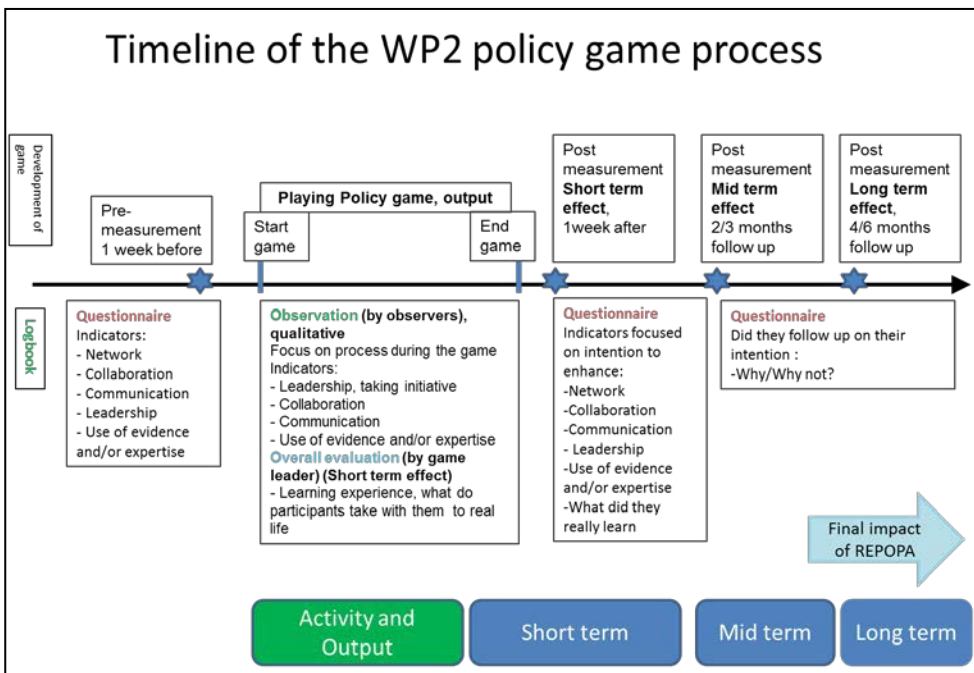 Timeline of the WP2 policy game process
Development of
game
Pre-
measurement
1 week before
Playing Policy game, output
Start
game
End
game
Post
measurement
Short term
effect,
1week after
Post
measurement
Mid term
effect
2/3 months
follow up
Post
measurement
Long term
effect,
4/6 months
follow up
Logbook
Questionnaire
Indicators:
- Network
- Collaboration
- Communication
- Leadership
- Use of evidence
and/or expertise
Observation (by observers),
qualitative
Focus on process during the game
Indicators:
- Leadership, taking initiative
- Collaboration
- Communication
- Use of evidence and/or expertise
Overall evaluation (by game
leader) (Short term effect)
- Learning experience, what do
participants take with them to real
life
Questionnaire
Indicators focused
on intention to
enhance:
-Network
-Collaboration
-Communication
- Leadership
-Use of evidence
and/or expertise
-What did they
really learn
Questionnaire
Did they follow up on their
intention :
-Why/Why not?
Final impact
of REPOPA
Activity and
Output
Short term
Mid term
Long term